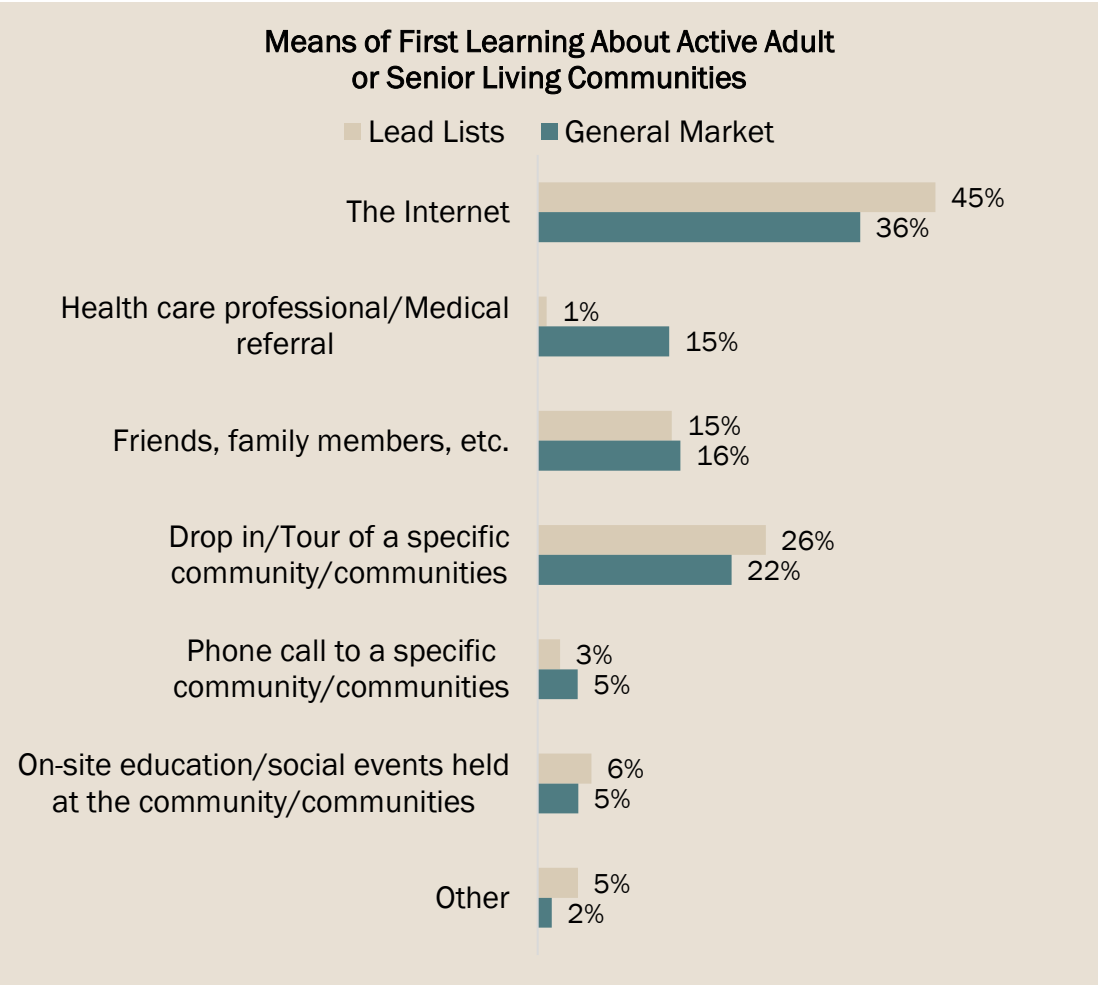 Means of First Learning About Active Adult
or Senior Living Communities
Lead Lists
General Market
The Internet
45%
36%
Health care professional/Medical
referral
1%
15%
Friends, family members, etc.
15%
16%
Drop in/Tour of a specific
community/communities
26%
22%
Phone call to a specific
community/communities
3%
5%
On-site education/social events held
at the community/communities
6%
5%
Other
5%
2%